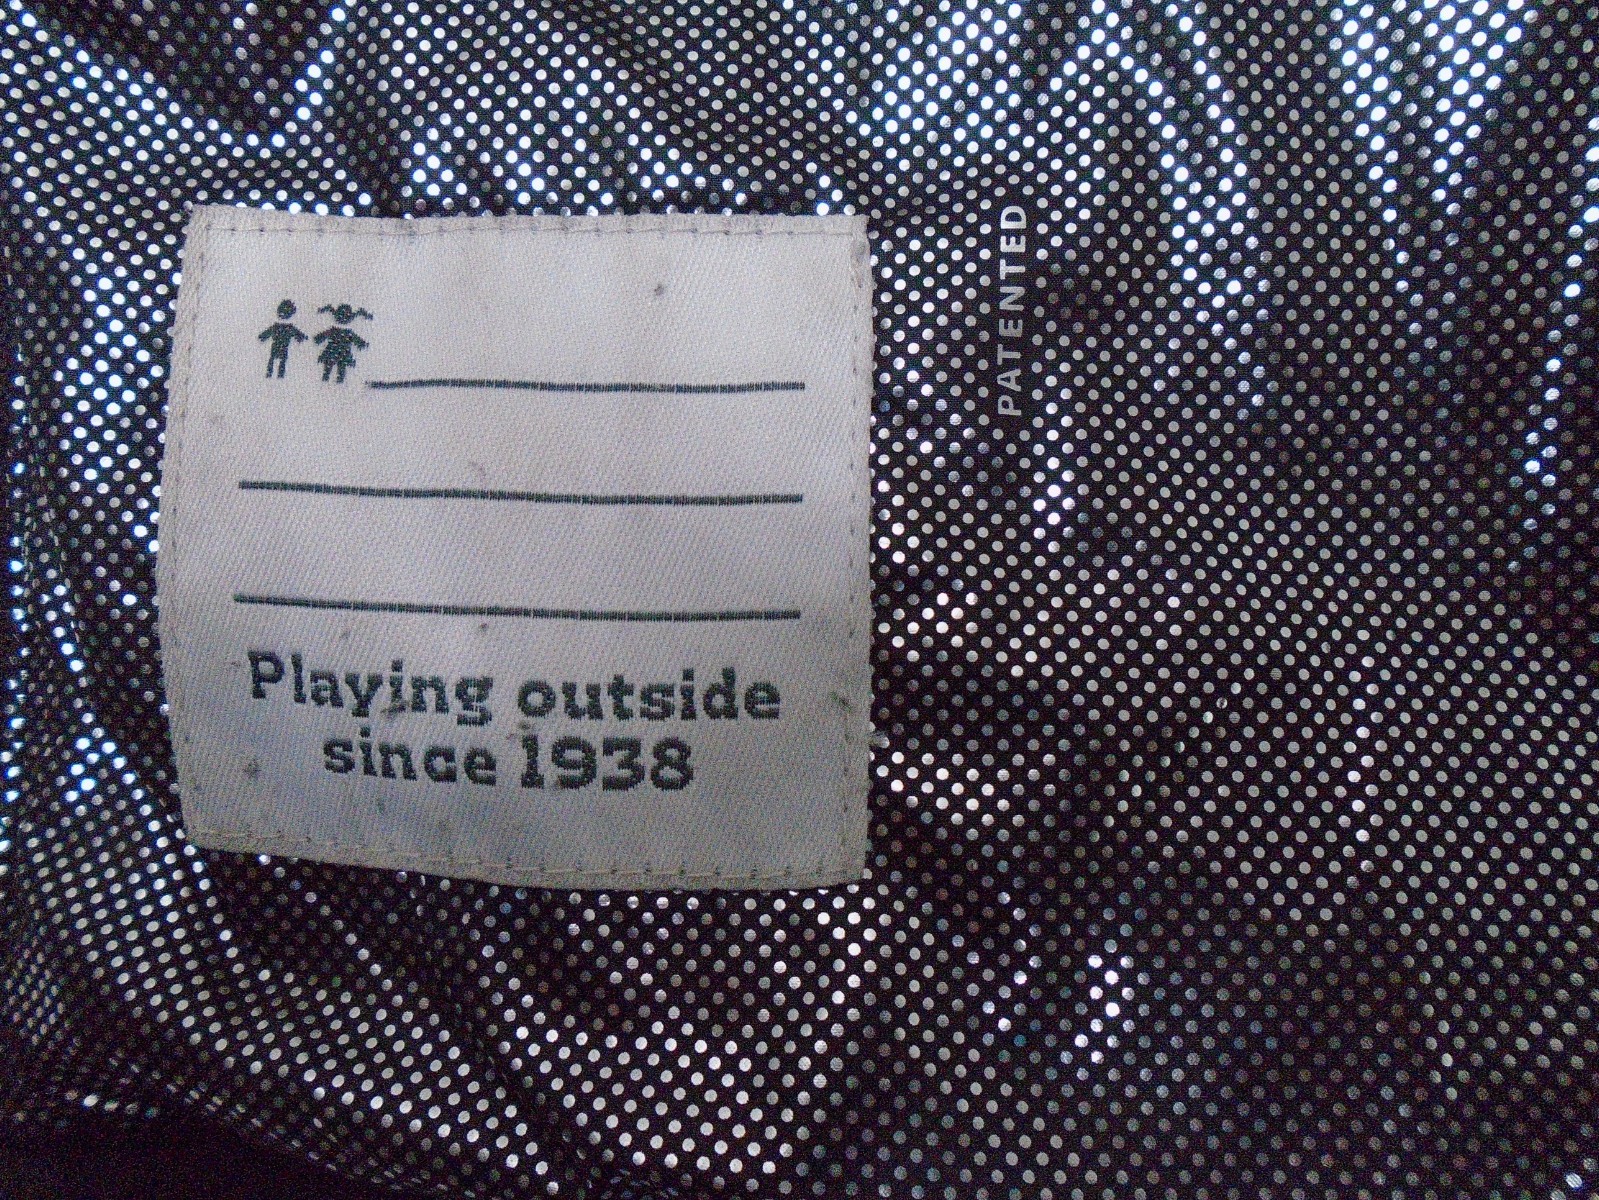 Playing outside
since 1938
PATENTED